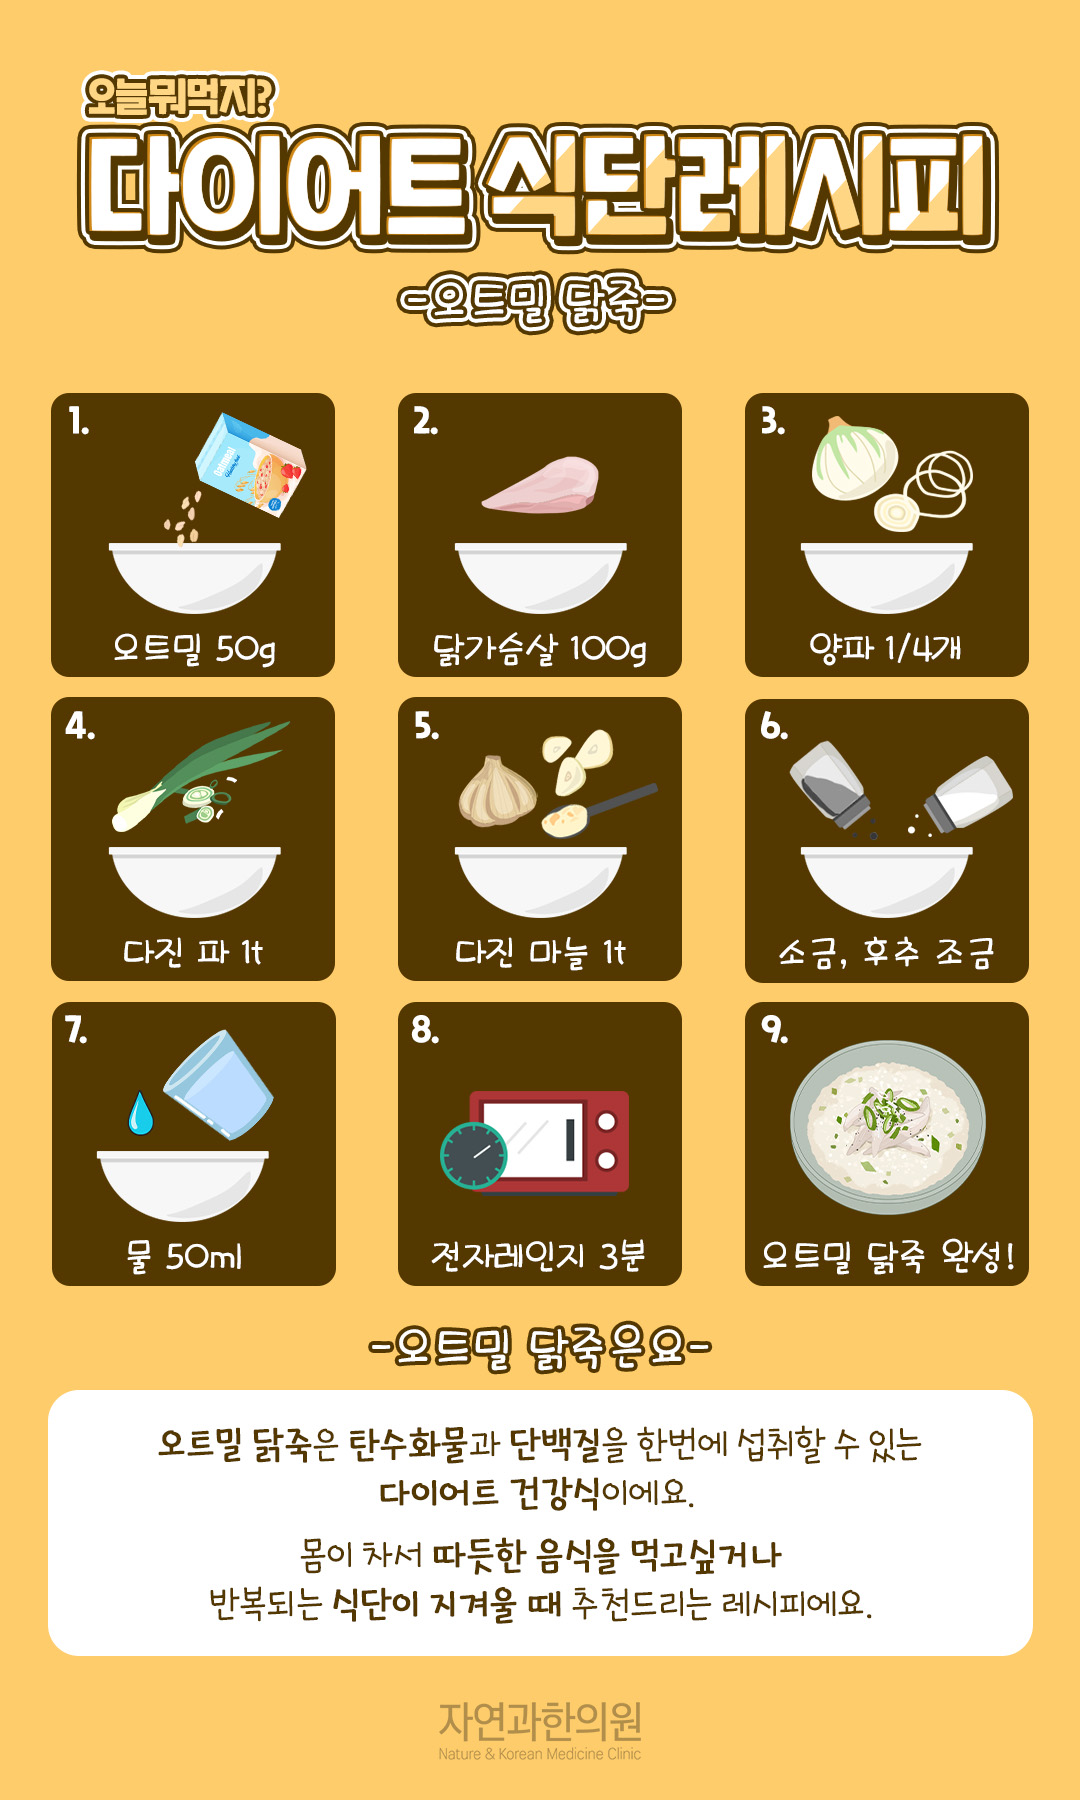 오늘뭐먹지?
다이어트 식단레시피
-오트밀 닭죽-
1.
oatmeal
오트밀 50g
2.
닭가슴살 100g
3.
양파 1/4개
4.
다진 파 1t
5.
다진 마늘 1t
6.
소금, 후추 조금
7.
물 50ml
8.
전자레인지 3분
9.
오트밀 닭죽 완성!
-오트밀 닭죽은요-
오트밀 닭죽은 탄수화물과 단백질을 한번에 섭취할 수 있는
다이어트 건강식이에요.
몸이 차서 따듯한 음식을 먹고싶거나
반복되는 식단이 지겨울 때 추천드리는 레시피에요.
자연과한의원
Nature & Korean Medicine Clinic